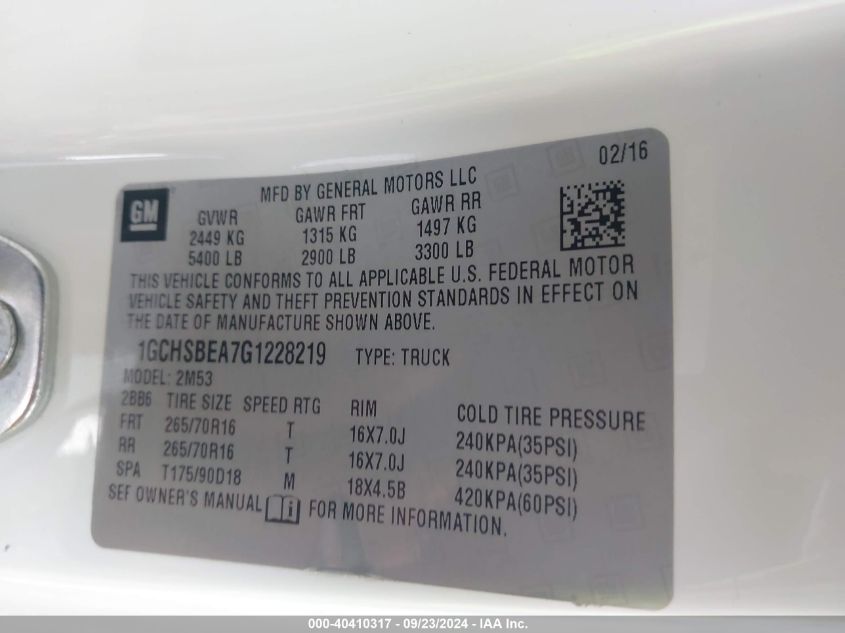 02/16
GM
MFD BY GENERAL MOTORS LLC
GVWR GAWR FRT GAWR RR
2449 KG 1315 KG 1497 KG
5400 LB 2900 LB 3300 LB
THIS VEHICLE CONFORMS TO ALL APPLICABLE U.S. FEDERAL MOTOR
VEHICLE SAFETY AND THEFT PREVENTION STANDARDS IN EFFECT ON
THE DATE OF MANUFACTURE SHOWN ABOVE.
1GCHSBEA7G1228219 TYPE: TRUCK
MODEL: 2M53
2BB6 TIRE SIZE SPEED RTG RIM COLD TIRE PRESSURE
FRT 265/70R16 T 16X7.0J 240KPA(35PSI)
RR 265/70R16 T 16X7.0J 240KPA(35PSI)
SPA T175/90D18 M 18X4.5B 420KPA(60PSI)
SEE OWNER'S MANUAL i FOR MORE INFORMATION.
000-40410317 - 09/23/2024 - IAA Inc.